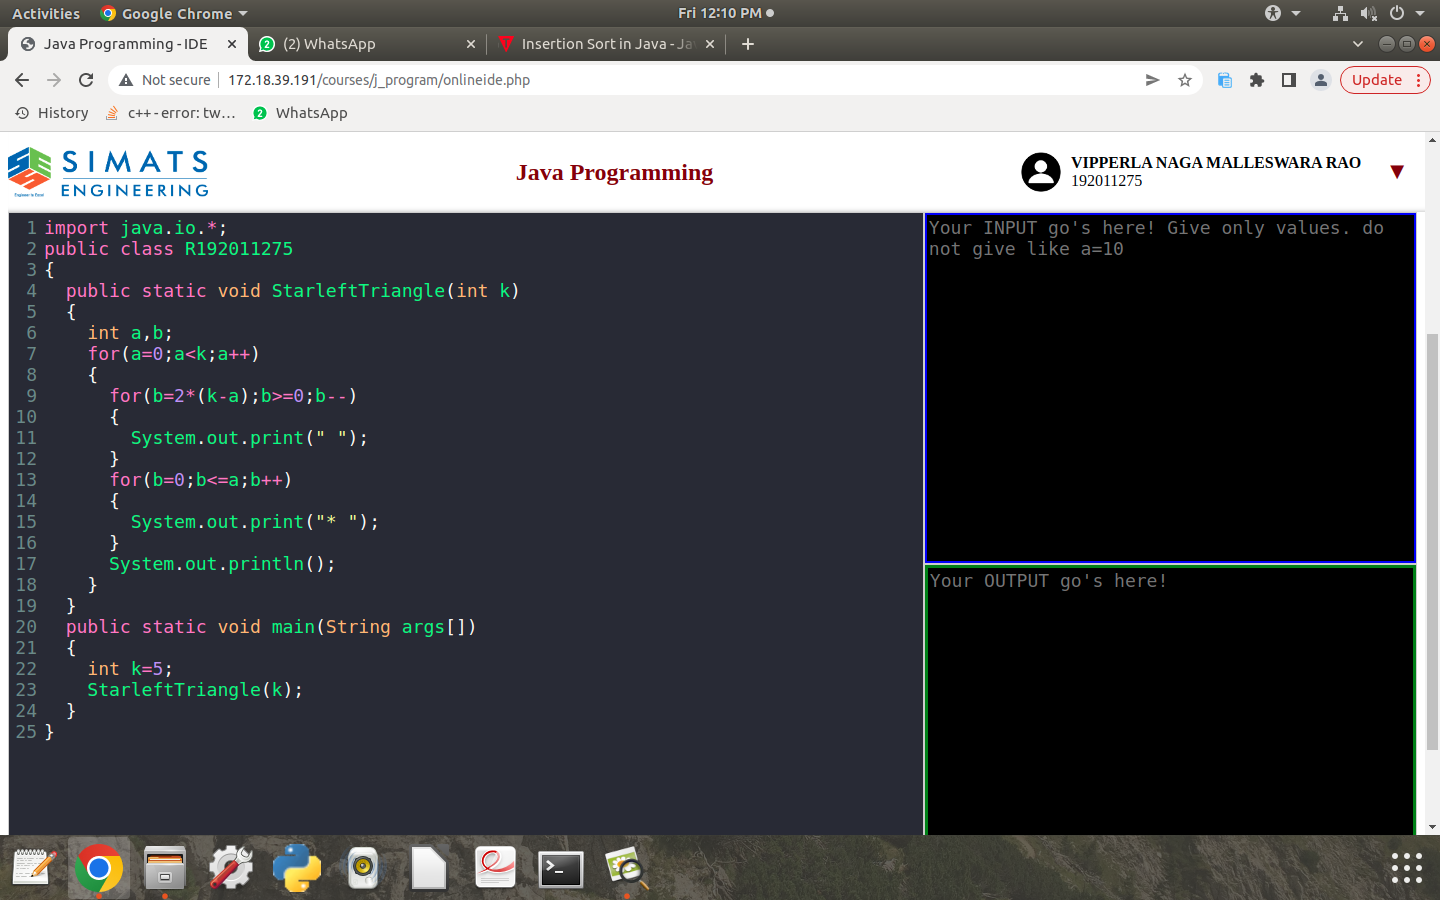 Activities Google Chrome Fri 12:10 PM
Java Programming - IDE (2) WhatsApp Insertion Sort in Java - Ja
Not secure 172.18.39.191/courses/j_program/onlineide.php Update
History c++ - error: tw… WhatsApp
SIMATS
ENGINEERING
Java Programming
VIPPERLA NAGA MALLESWARA RAO
192011275
1 import java.io.*;
2 public class R192011275
3 {
4   public static void StarleftTriangle(int k)
5   {
6     int a,b;
7     for(a=0;a<k;a++)
8     {
9       for(b=2*(k-a);b>=0;b--)
10       {
11         System.out.print(" ");
12       }
13       for(b=0;b<=a;b++)
14       {
15         System.out.print("* ");
16       }
17       System.out.println();
18     }
19   }
20   public static void main(String args[])
21   {
22     int k=5;
23     StarleftTriangle(k);
24   }
25 }
Your INPUT go's here! Give only values. do
not give like a=10
Your OUTPUT go's here!